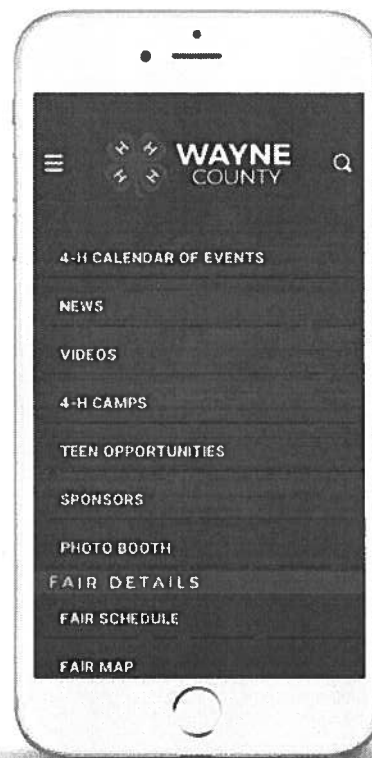 H H
WAYNE
COUNTY
H H
4-H CALENDAR OF EVENTS
NEWS
VIDEOS
4-H CAMPS
TEEN OPPORTUNITIES
SPONSORS
PHOTO BOOTH
FAIR DETAILS
FAIR SCHEDULE
FAIR MAP